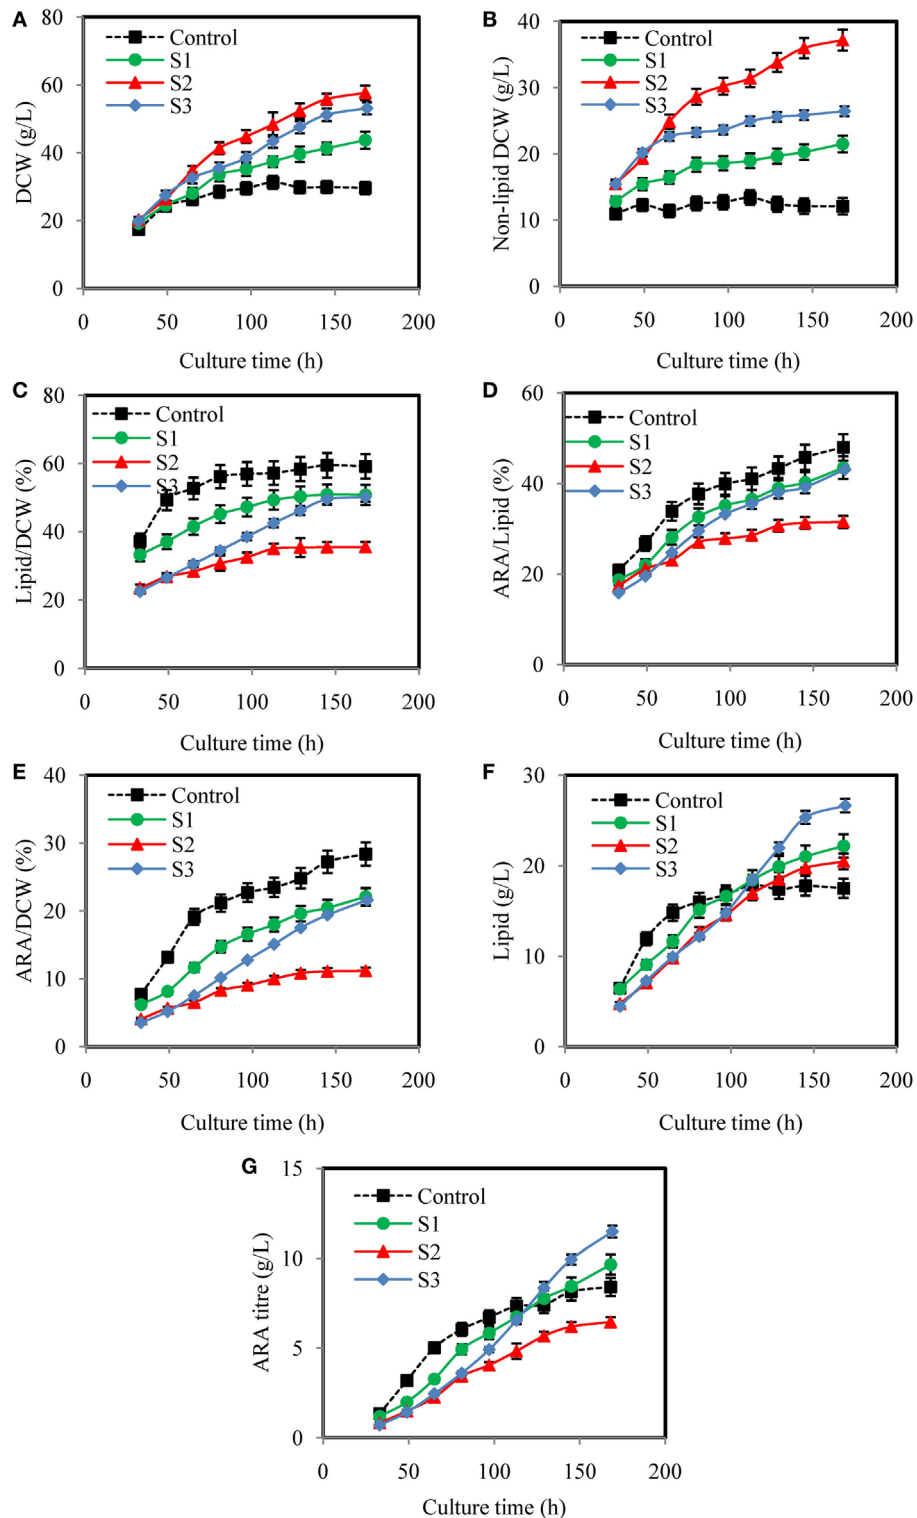 A
DCW (g/L)
80
60
40
20
0
Control
S1
S2
S3
0 50 100 150 200
Culture time (h)
B
Non-lipid DCW (g/L)
40
30
20
10
0
Control
S1
S2
S3
0 50 100 150 200
Culture time (h)
C
Lipid/DCW (%)
80
60
40
20
0
Control
S1
S2
S3
0 50 100 150 200
Culture time (h)
D
ARA/Lipid (%)
60
40
20
0
Control
S1
S2
S3
0 50 100 150 200
Culture time (h)
E
ARA/DCW (%)
40
30
20
10
0
Control
S1
S2
S3
0 50 100 150 200
Culture time (h)
F
Lipid (g/L)
30
20
10
0
Control
S1
S2
S3
0 50 100 150 200
Culture time (h)
G
ARA titre (g/L)
15
10
5
0
Control
S1
S2
S3
0 50 100 150 200
Culture time (h)